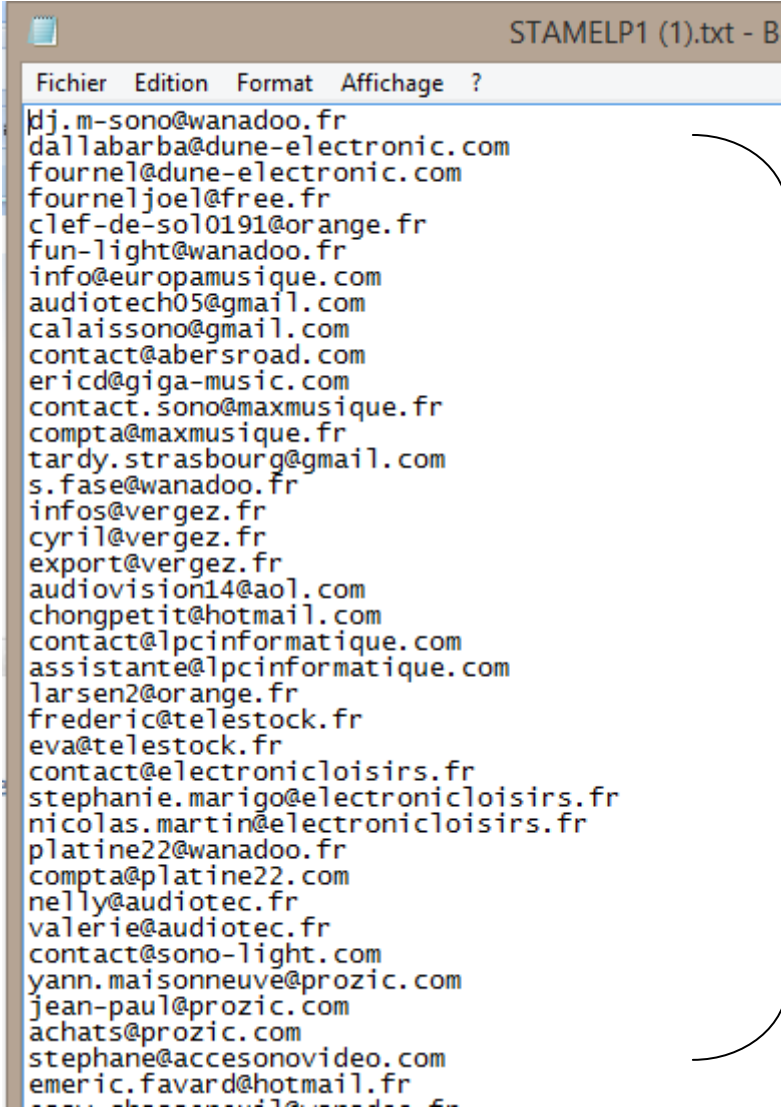 STAMELP1 (1).txt - B
Fichier Edition Format Affichage ?
dj.m-sono@wanadoo.fr
dallabarba@dune-electronic.com
fournel@dune-electronic.com
fourneljoel@free.fr
clef-de-sol0191@orange.fr
fun-light@wanadoo.fr
info@europamusique.com
audiotech05@gmail.com
calaissono@gmail.com
contact@abersroad.com
ericd@giga-music.com
contact.sono@maxmusique.fr
compta@maxmusique.fr
tardy.strasbourg@gmail.com
s.fase@wanadoo.fr
infos@vergez.fr
cyril@vergez.fr
export@vergez.fr
audiovision14@aol.com
chongpetit@hotmail.com
contact@lpcinformatique.com
assistante@lpcinformatique.com
larsen2@orange.fr
frederic@telestock.fr
eva@telestock.fr
contact@electronicloisirs.fr
stephanie.marigo@electronicloisirs.fr
nicolas.martin@electronicloisirs.fr
platine22@wanadoo.fr
compta@platine22.com
nelly@audiotec.fr
valerie@audiotec.fr
contact@sono-light.com
yann.maisonneuve@prozic.com
jean-paul@prozic.com
achats@prozic.com
stephane@accesonovideo.com
emeric.favard@hotmail.fr